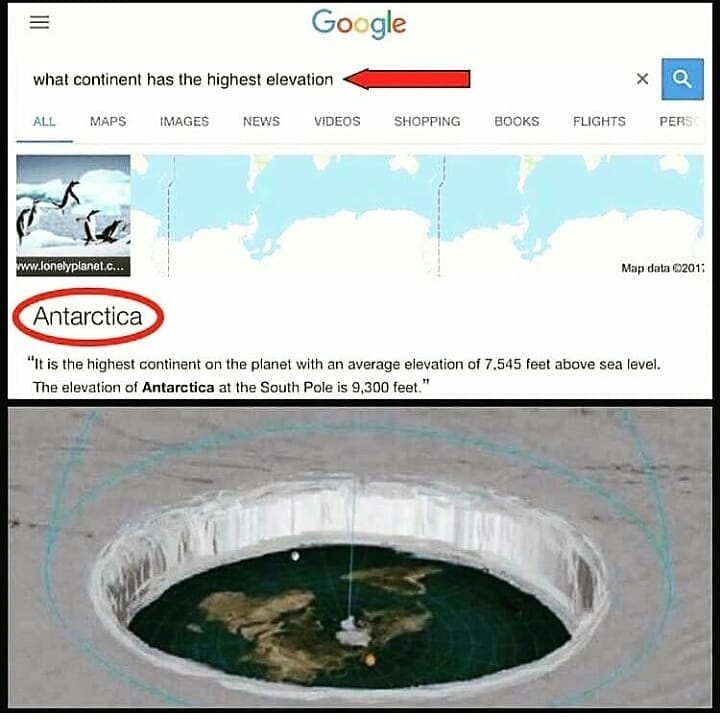 Google
what continent has the highest elevation
ALL MAPS IMAGES NEWS VIDEOS SHOPPING BOOKS FLIGHTS PERS
www.lonelyplanet.c...
Map data ©201
Antarctica
"It is the highest continent on the planet with an average elevation of 7,545 feet above sea level.
The elevation of Antarctica at the South Pole is 9,300 feet."